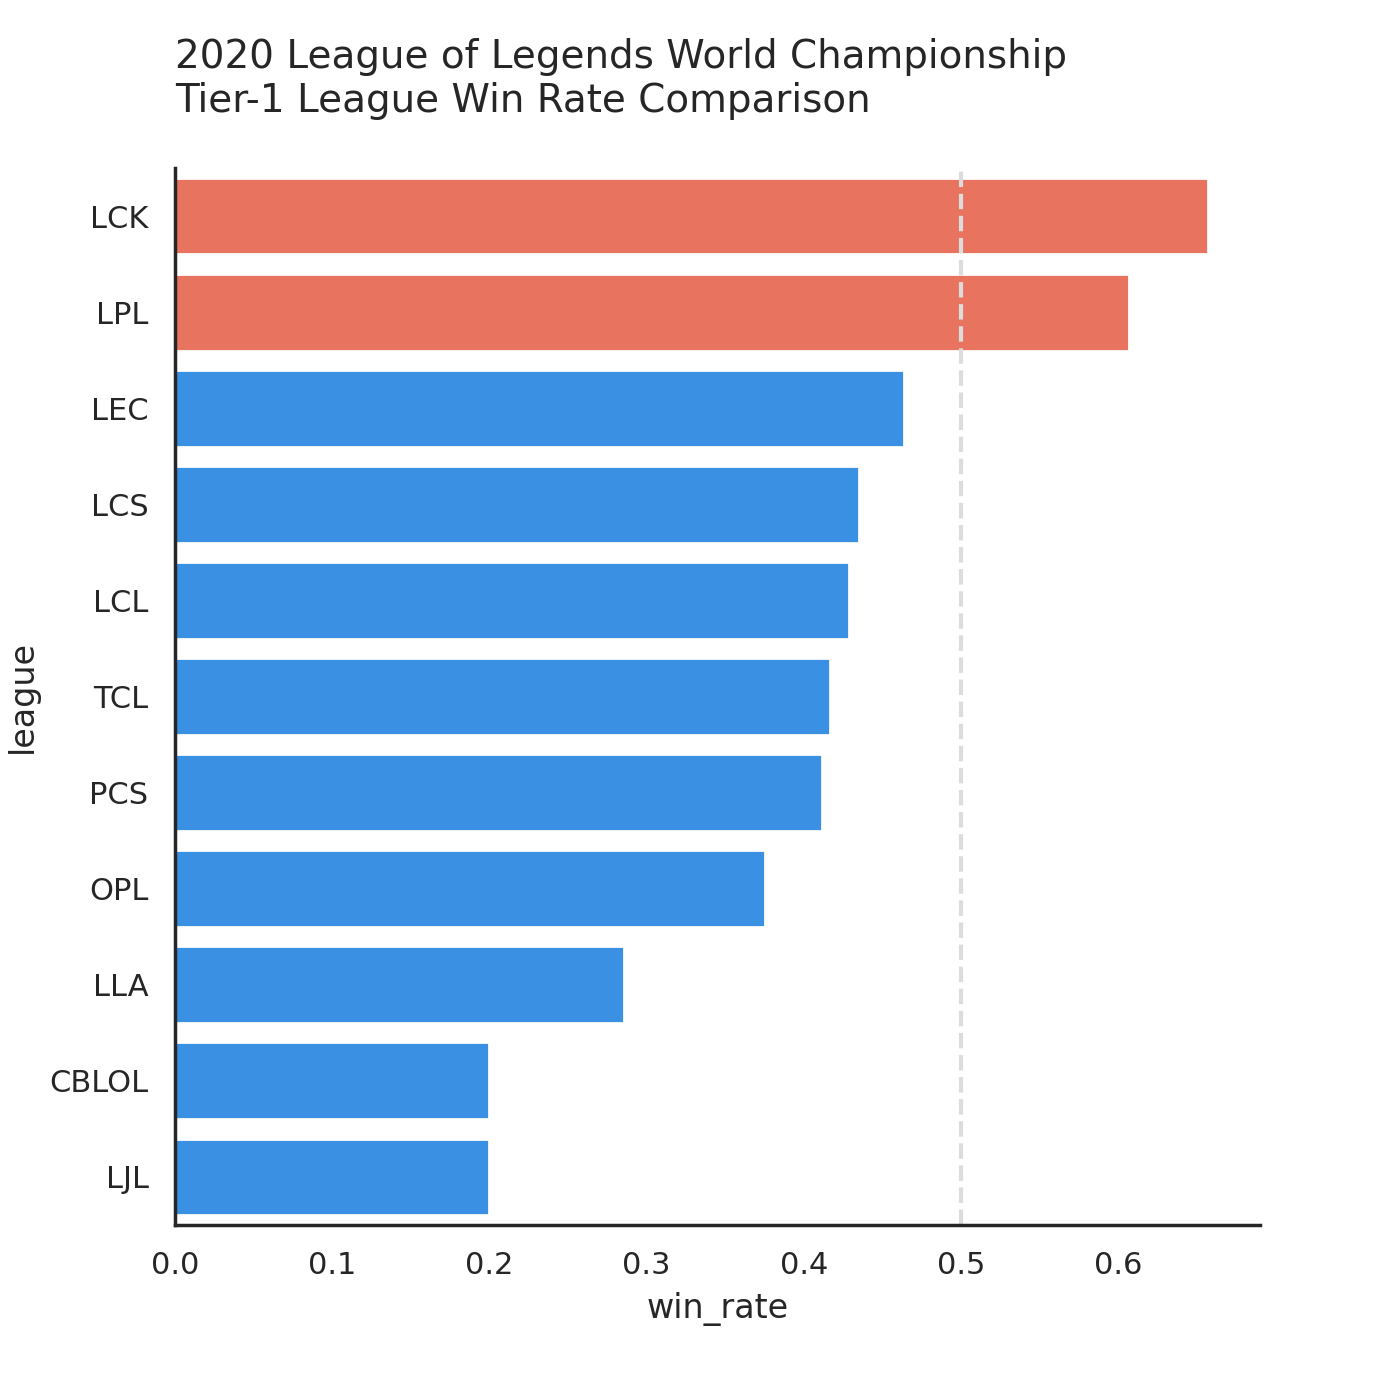 2020 League of Legends World Championship
Tier-1 League Win Rate Comparison
LCK
LPL
LEC
LCS
LCL
TCL
PCS
OPL
LLA
CBLOL
LJL
league
0.0 0.1 0.2 0.3 0.4 0.5 0.6
win_rate